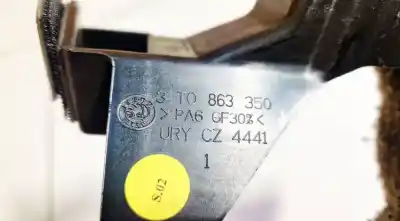 3T0 863 350
>PA6 GF30%<
URY CZ 4441
1
S.02